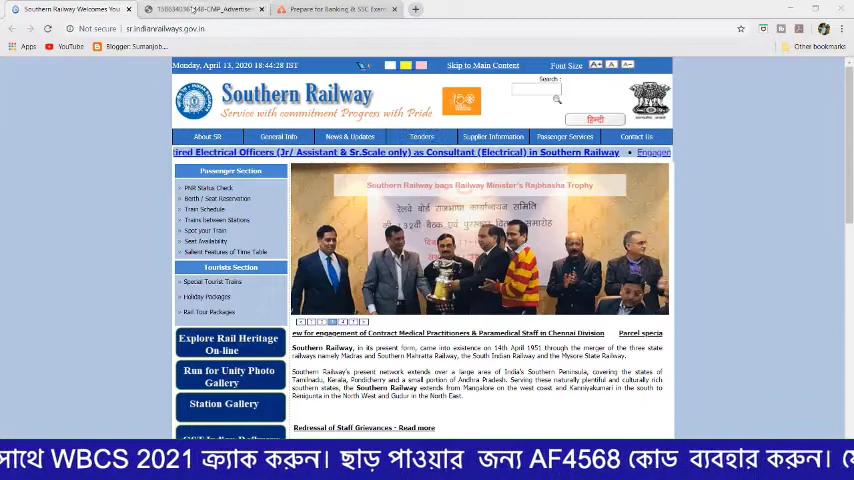 Southern Railway Welcomes You
CMP_Advertise
Prepare for Banking & SSC Exam
Not secure | sr.indianrailways.gov.in
Apps
YouTube
Blogger: Sumanjo...
Other bookmarks
Monday, April 13, 2020 18:44:28 IST
Skip to Main Content
Font Size
A++ A A--
Southern Railway
Service with commitment Progress with Pride
Search :
हिन्दी
About SR
General Info
News & Updates
Tenders
Supplier Information
Passenger Services
Contact Us
ired Electrical Officers (Jr/ Assistant & Sr.Scale only) as Consultant (Electrical) in Southern Railway • Engagem
Passenger Section
» PNR Status Check
» Berth / Seat Reservation
» Train Schedule
» Trains between Stations
» Spot your Train
» Seat Availability
» Salient Features of Time Table
Tourists Section
» Special Tourist Trains
» Holiday Packages
» Rail Tour Packages
Explore Rail Heritage On-line
Run for Unity Photo Gallery
Station Gallery
Southern Railway bags Railway Minister's Rajbhasha Trophy
रेलवे बोर्ड राजभाषा कार्यान्वयन समिति
ew for engagement of Contract Medical Practitioners & Paramedical Staff in Chennai Division Parcel specia
Southern Railway, in its present form, came into existence on 14th April 1951 through the merger of the three state
railways namely Madras and Southern Mahratta Railway, the South Indian Railway and the Mysore State Railway.
Southern Railway's present network extends over a large area of India's Southern Peninsula, covering the states of
Tamilnadu, Kerala, Pondicherry and a small portion of Andhra Pradesh. Serving these naturally plentiful and culturally rich
southern states, the Southern Railway extends from Mangalore on the west coast and Kanniyakumari in the south to
Renigunta in the North West and Gudur in the North East.
Redressal of Staff Grievances - Read more
সাথে WBCS 2021 ক্র্যাক করুন। ছাড় পাওয়ার জন্য AF4568 কোড ব্যবহার করুন।